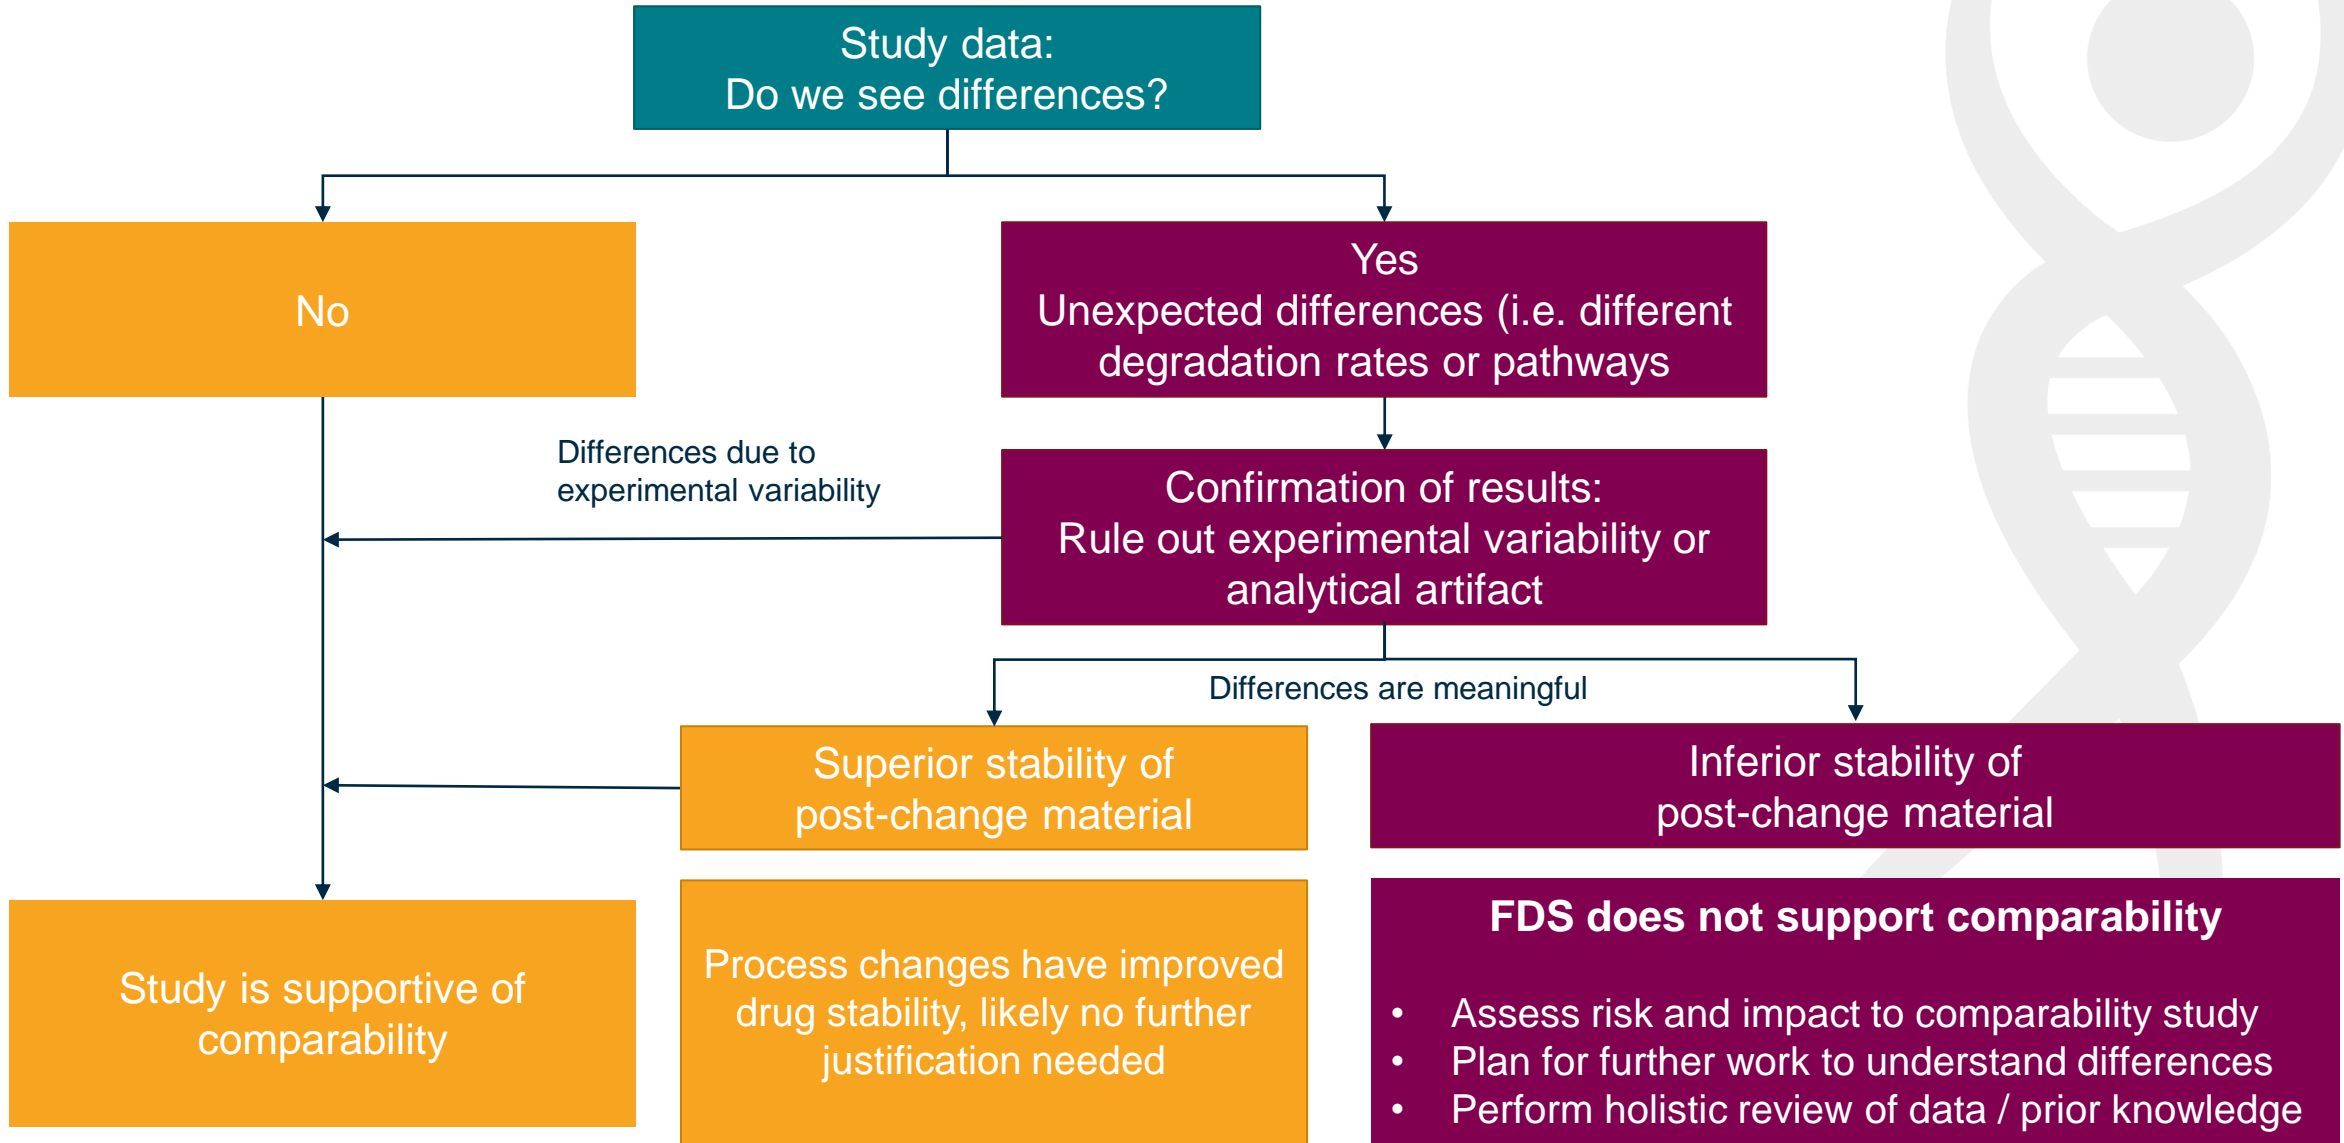 Study data:
Do we see differences?
No
Yes
Unexpected differences (i.e. different
degradation rates or pathways
Differences due to
experimental variability
Confirmation of results:
Rule out experimental variability or
analytical artifact
Differences are meaningful
Superior stability of
post-change material
Inferior stability of
post-change material
Study is supportive of
comparability
Process changes have improved
drug stability, likely no further
justification needed
FDS does not support comparability
• Assess risk and impact to comparability study
• Plan for further work to understand differences
• Perform holistic review of data / prior knowledge